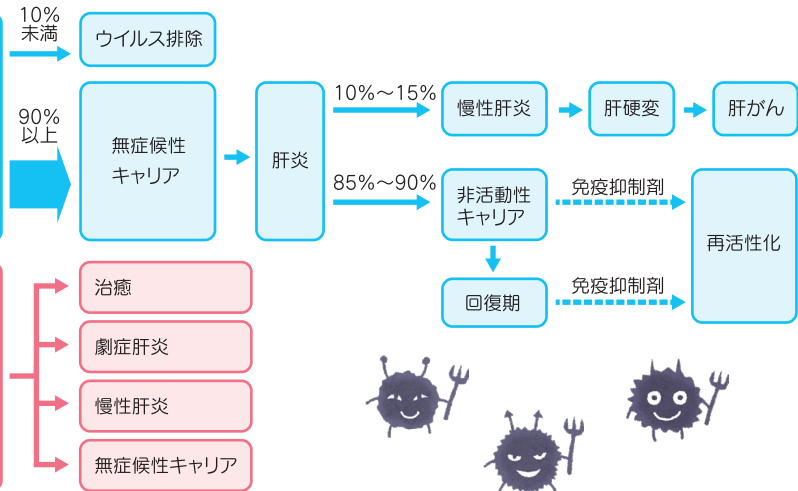 10%
未満
ウイルス排除
90%
以上
無症候性
キャリア
肝炎
10%～15%
慢性肝炎
肝硬変
肝がん
85%～90%
非活動性
キャリア
免疫抑制剤
再活性化
回復期
免疫抑制剤
治癒
劇症肝炎
慢性肝炎
無症候性キャリア